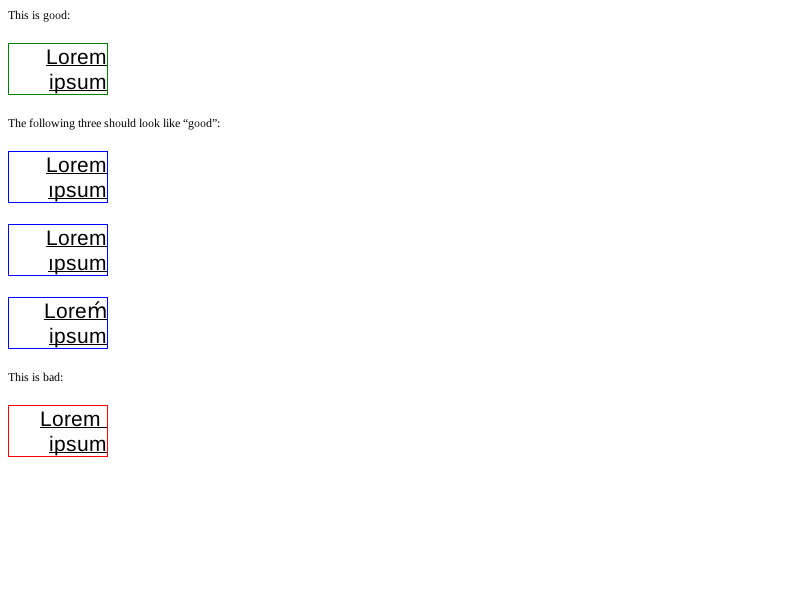 This is good:
Lorem
ipsum
The following three should look like “good”:
Lorem
ıpsum
Lorem
ıpsum
Loreḿ
ipsum
This is bad:
Lorem
ipsum